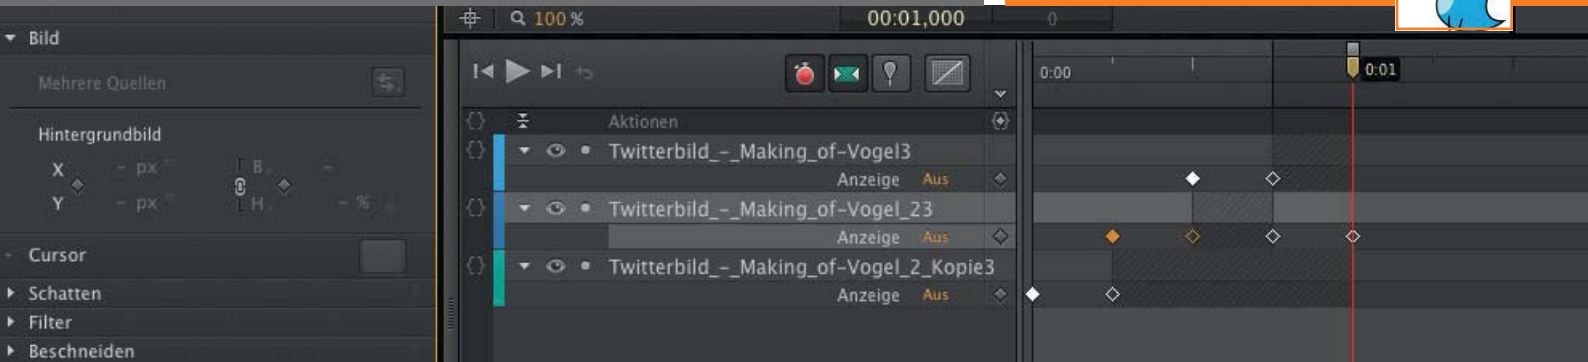 Bild
Mehrere Quellen
Hintergrundbild
X - px B. -
Y - px H. - %
Cursor
Schatten
Filter
Beschneiden
100 % 00:01,000 0
0:00 0:01
Aktionen
Twitterbild_-_Making_of-Vogel3
Anzeige Aus
Twitterbild_-_Making_of-Vogel_23
Anzeige Aus
Twitterbild_-_Making_of-Vogel_2_Kopie3
Anzeige Aus